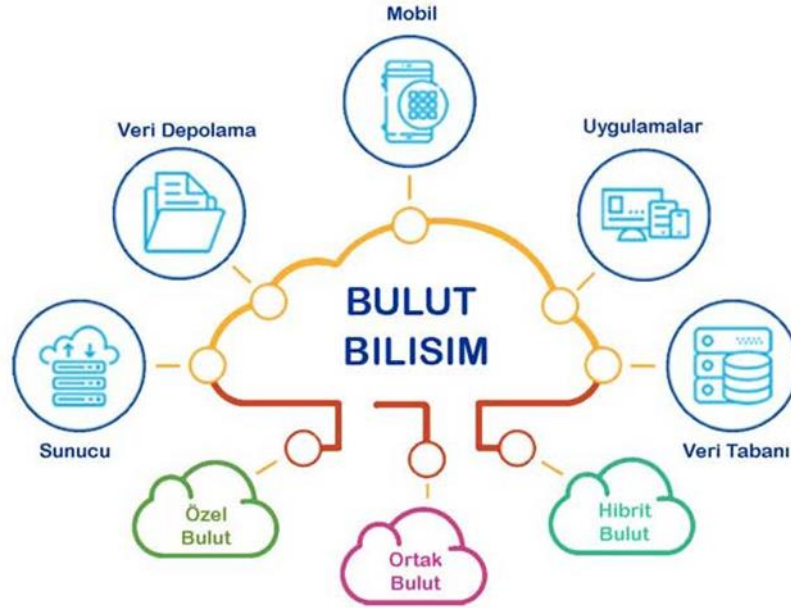 Mobil
Veri Depolama
Uygulamalar
BULUT
BILISIM
Sunucu
Veri Tabanı
Özel
Bulut
Ortak
Bulut
Hibrit
Bulut